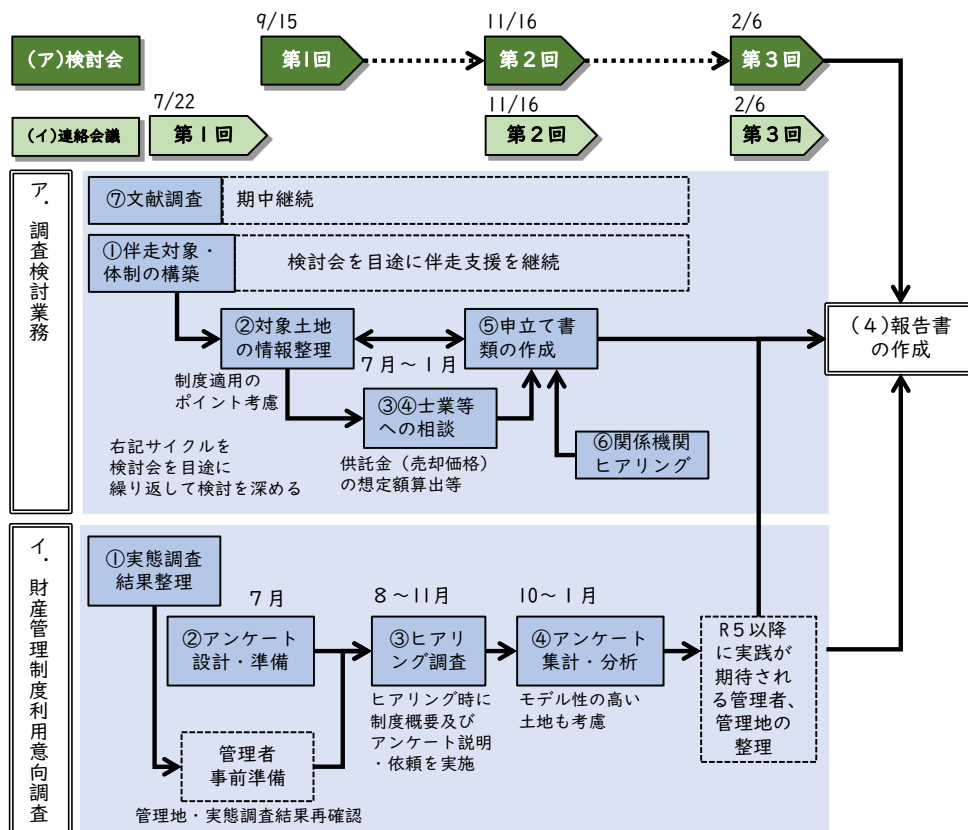 9/15
11/16
2/6
(ア)検討会
第1回
第2回
第3回
7/22
11/16
2/6
(イ)連絡会議
第1回
第2回
第3回
ア．調査検討業務
⑦文献調査
期中継続
①伴走対象・
体制の構築
検討会を目途に伴走支援を継続
②対象土地
の情報整理
7月～1月
⑤申立て書
類の作成
(4)報告書
の作成
制度適用の
ポイント考慮
③④士業等
への相談
⑥関係機関
ヒアリング
右記サイクルを
検討会を目途に
繰り返して検討を深める
供託金（売却価格）
の想定額算出等
イ．財産管理制度利用意向調査
①実態調査
結果整理
7月
8～11月
10～1月
②アンケート
設計・準備
③ヒアリ
ング調査
④アンケート
集計・分析
R5以降
に実践が
期待され
る管理者、
管理地の
整理
ヒアリング時に
制度概要及び
アンケート説明
・依頼を実施
モデル性の高い
土地も考慮
管理者
事前準備
管理地・実態調査結果再確認